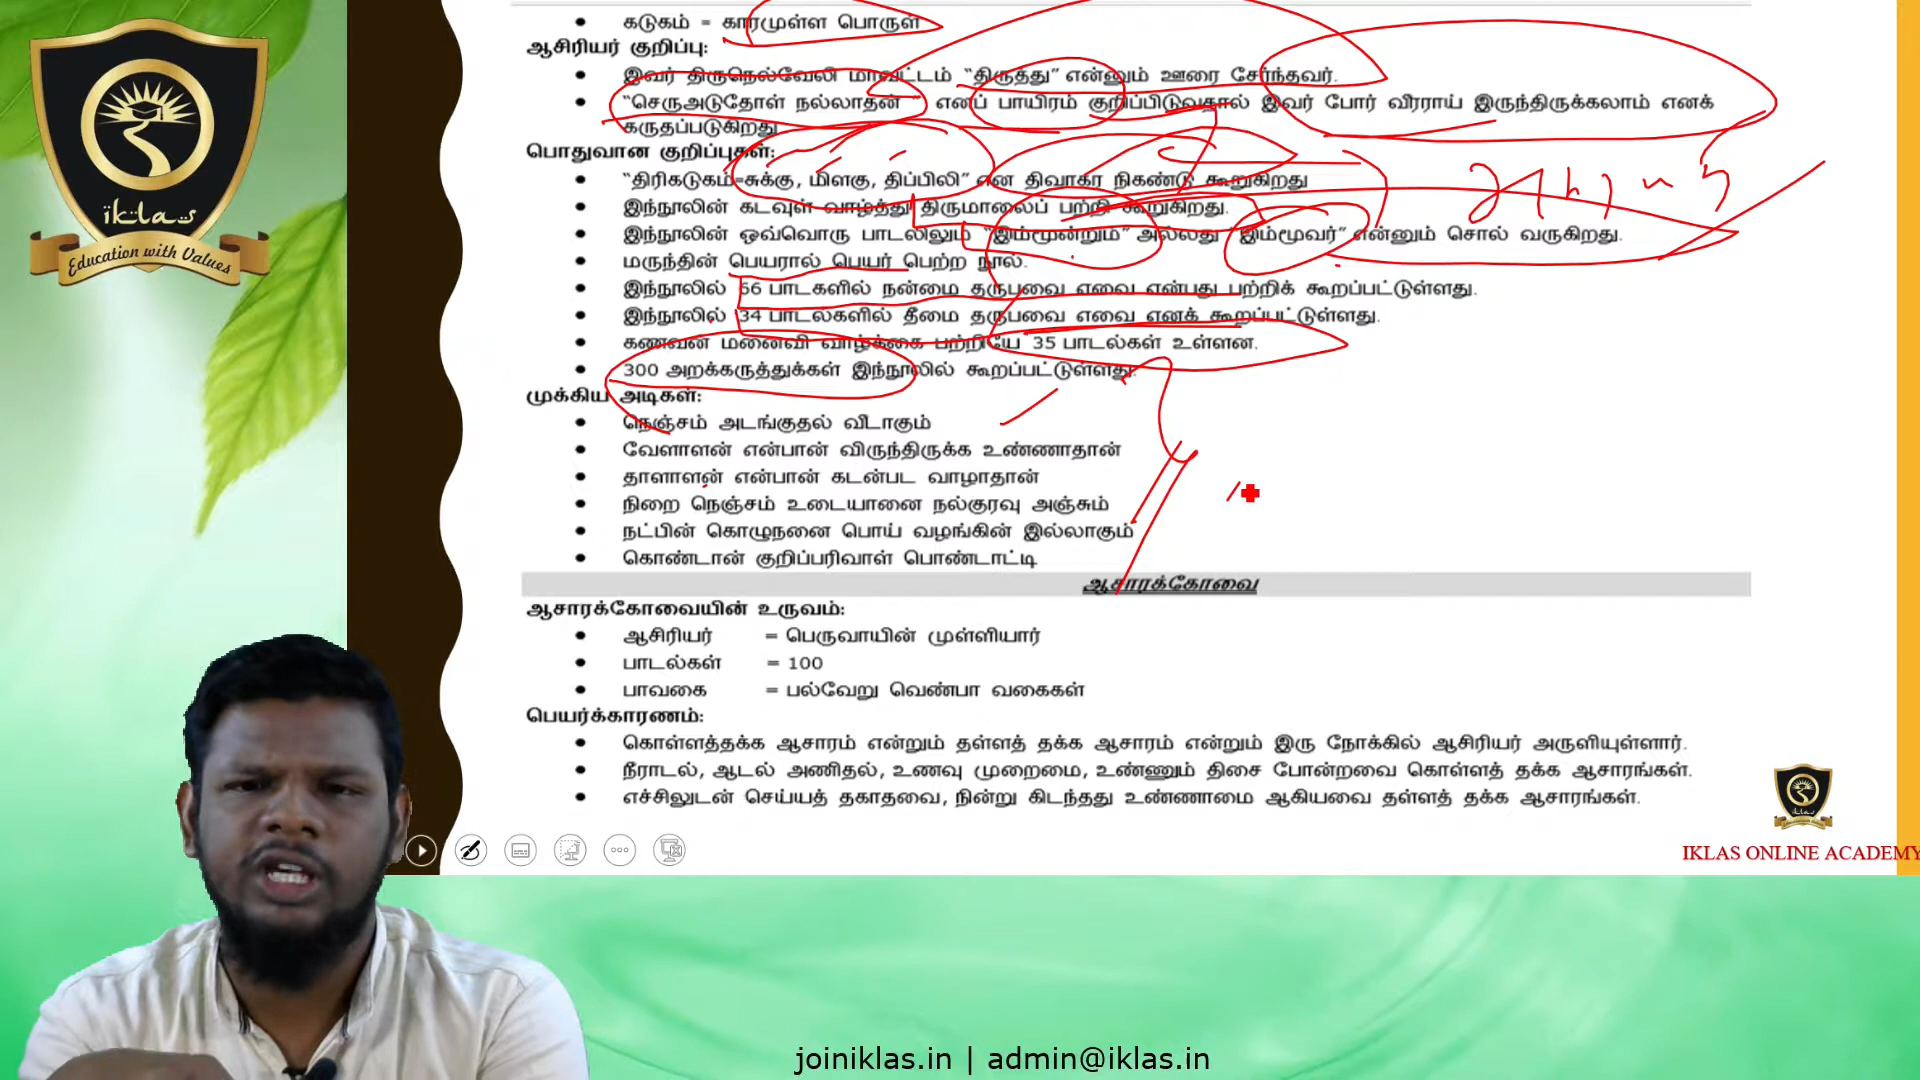 கடுகம் = காரமுள்ள பொருள்
ஆசிரியர் குறிப்பு:
இவர் திருநெல்வேலி மாவட்டம் "திருத்து" என்னும் ஊரை சேர்ந்தவர்.
"செருஅடுதோள் நல்லாதன் " எனப் பாயிரம் குறிப்பிடுவதால் இவர் போர் வீரராய் இருந்திருக்கலாம் எனக்
கருதப்படுகிறது
பொதுவான குறிப்புகள்:
"திரிகடுகம்=சுக்கு, மிளகு, திப்பிலி" என திவாகர நிகண்டு கூறுகிறது
இந்நூலின் கடவுள் வாழ்த்து திருமாலைப் பற்றி கூறுகிறது.
இந்நூலின் ஒவ்வொரு பாடலிலும் "இம்மூன்றும்" அல்லது "இம்மூவர்" என்னும் சொல் வருகிறது.
மருந்தின் பெயரால் பெயர் பெற்ற நூல்.
இந்நூலில் 66 பாடகளில் நன்மை தருபவை எவை என்பது பற்றிக் கூறப்பட்டுள்ளது.
இந்நூலில் 34 பாடல்களில் தீமை தருபவை எவை எனக் கூறப்பட்டுள்ளது.
கணவன் மனைவி வாழ்க்கை பற்றியே 35 பாடல்கள் உள்ளன.
300 அறக்கருத்துக்கள் இந்நூலில் கூறப்பட்டுள்ளது.
முக்கிய அடிகள்:
நெஞ்சம் அடங்குதல் வீடாகும்
வேளாளன் என்பான் விருந்திருக்க உண்ணாதான்
தாளாளன் என்பான் கடன்பட வாழாதான்
நிறை நெஞ்சம் உடையானை நல்குரவு அஞ்சும்
நட்பின் கொழுநனை பொய் வழங்கின் இல்லாகும்
கொண்டான் குறிப்பரிவாள் பொண்டாட்டி
ஆசாரக்கோவை
ஆசாரக்கோவையின் உருவம்:
ஆசிரியர் = பெருவாயின் முள்ளியார்
பாடல்கள் = 100
பாவகை = பல்வேறு வெண்பா வகைகள்
பெயர்க்காரணம்:
கொள்ளத்தக்க ஆசாரம் என்றும் தள்ளத் தக்க ஆசாரம் என்றும் இரு நோக்கில் ஆசிரியர் அருளியுள்ளார்.
நீராடல், ஆடல் அணிதல், உணவு முறைமை, உண்ணும் திசை போன்றவை கொள்ளத் தக்க ஆசாரங்கள்.
எச்சிலுடன் செய்யத் தகாதவை, நின்று கிடந்தது உண்ணாமை ஆகியவை தள்ளத் தக்க ஆசாரங்கள்.
iklas
Education with Values
IKLAS ONLINE ACADEMY
joiniklas.in | admin@iklas.in